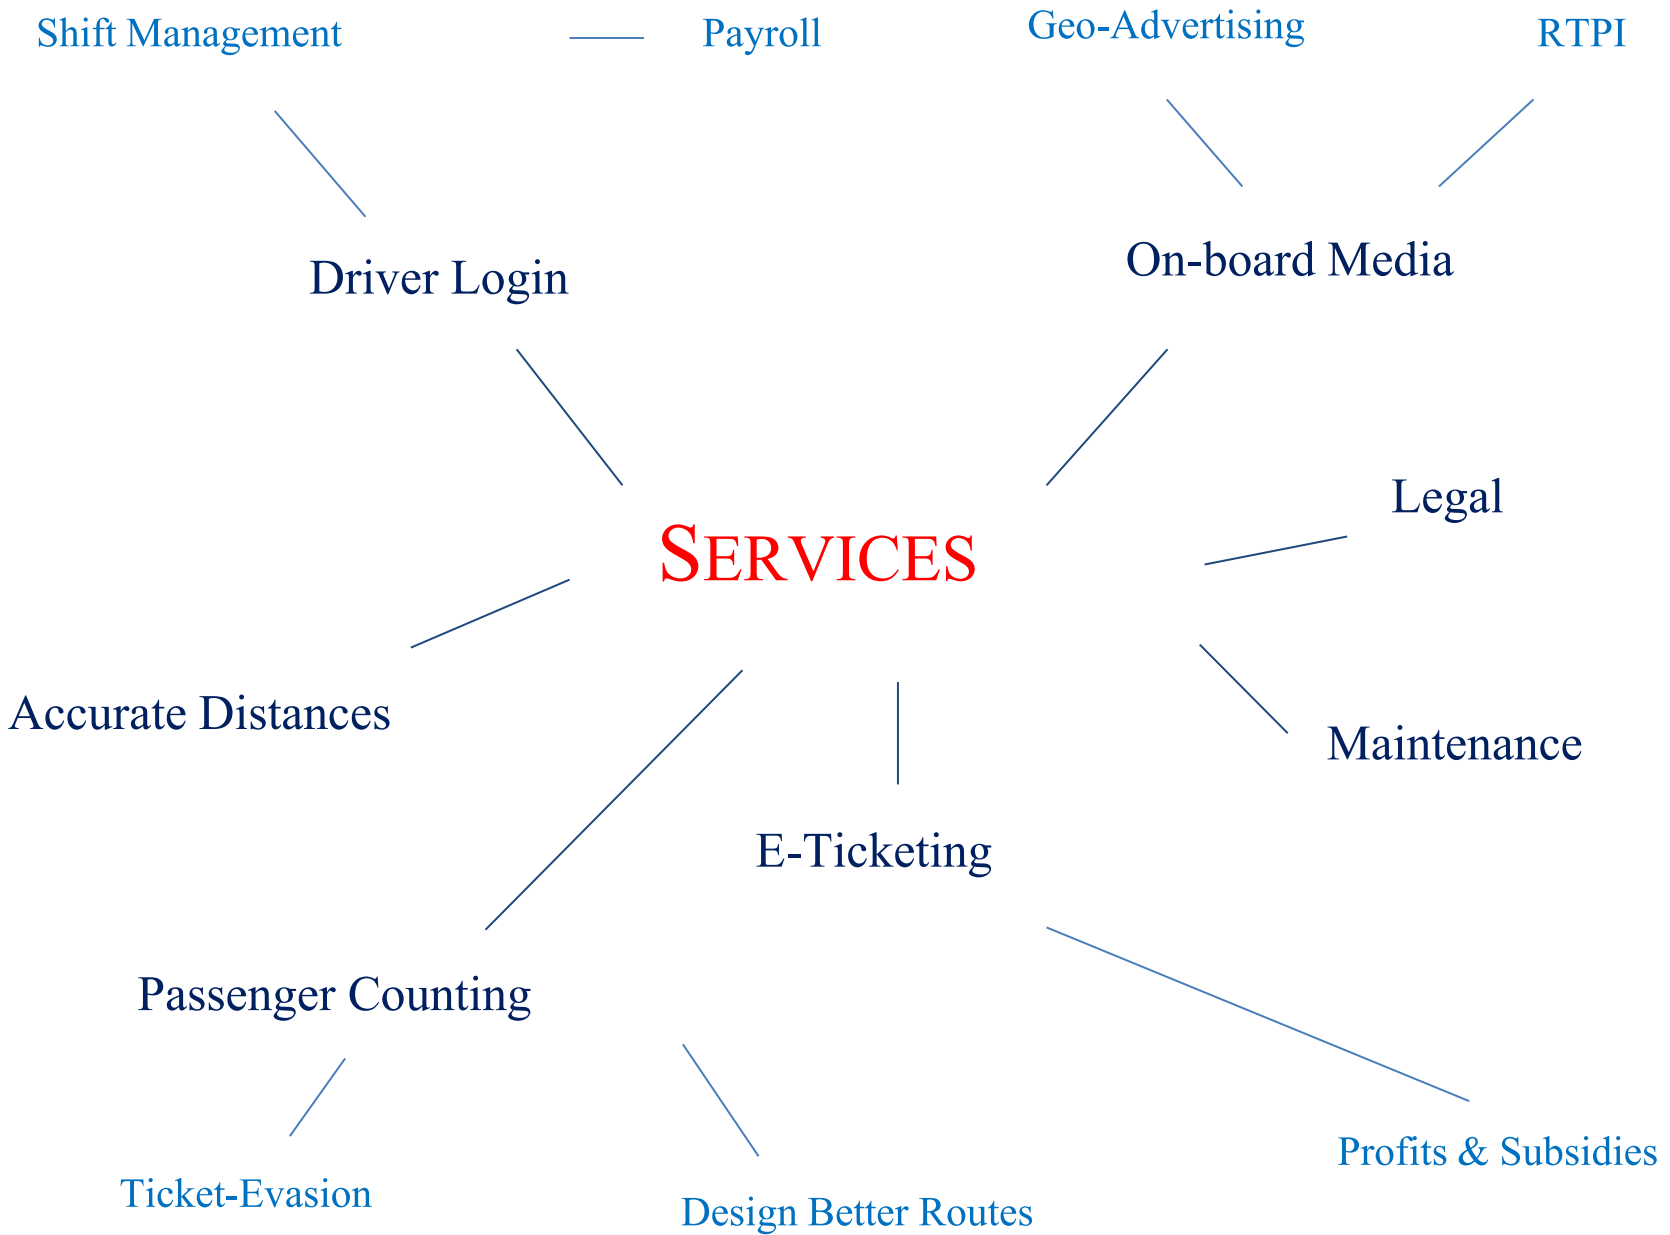 Shift Management
Payroll
Geo-Advertising
RTPI
Driver Login
On-board Media
Legal
SERVICES
Accurate Distances
Maintenance
E-Ticketing
Passenger Counting
Profits & Subsidies
Ticket-Evasion
Design Better Routes